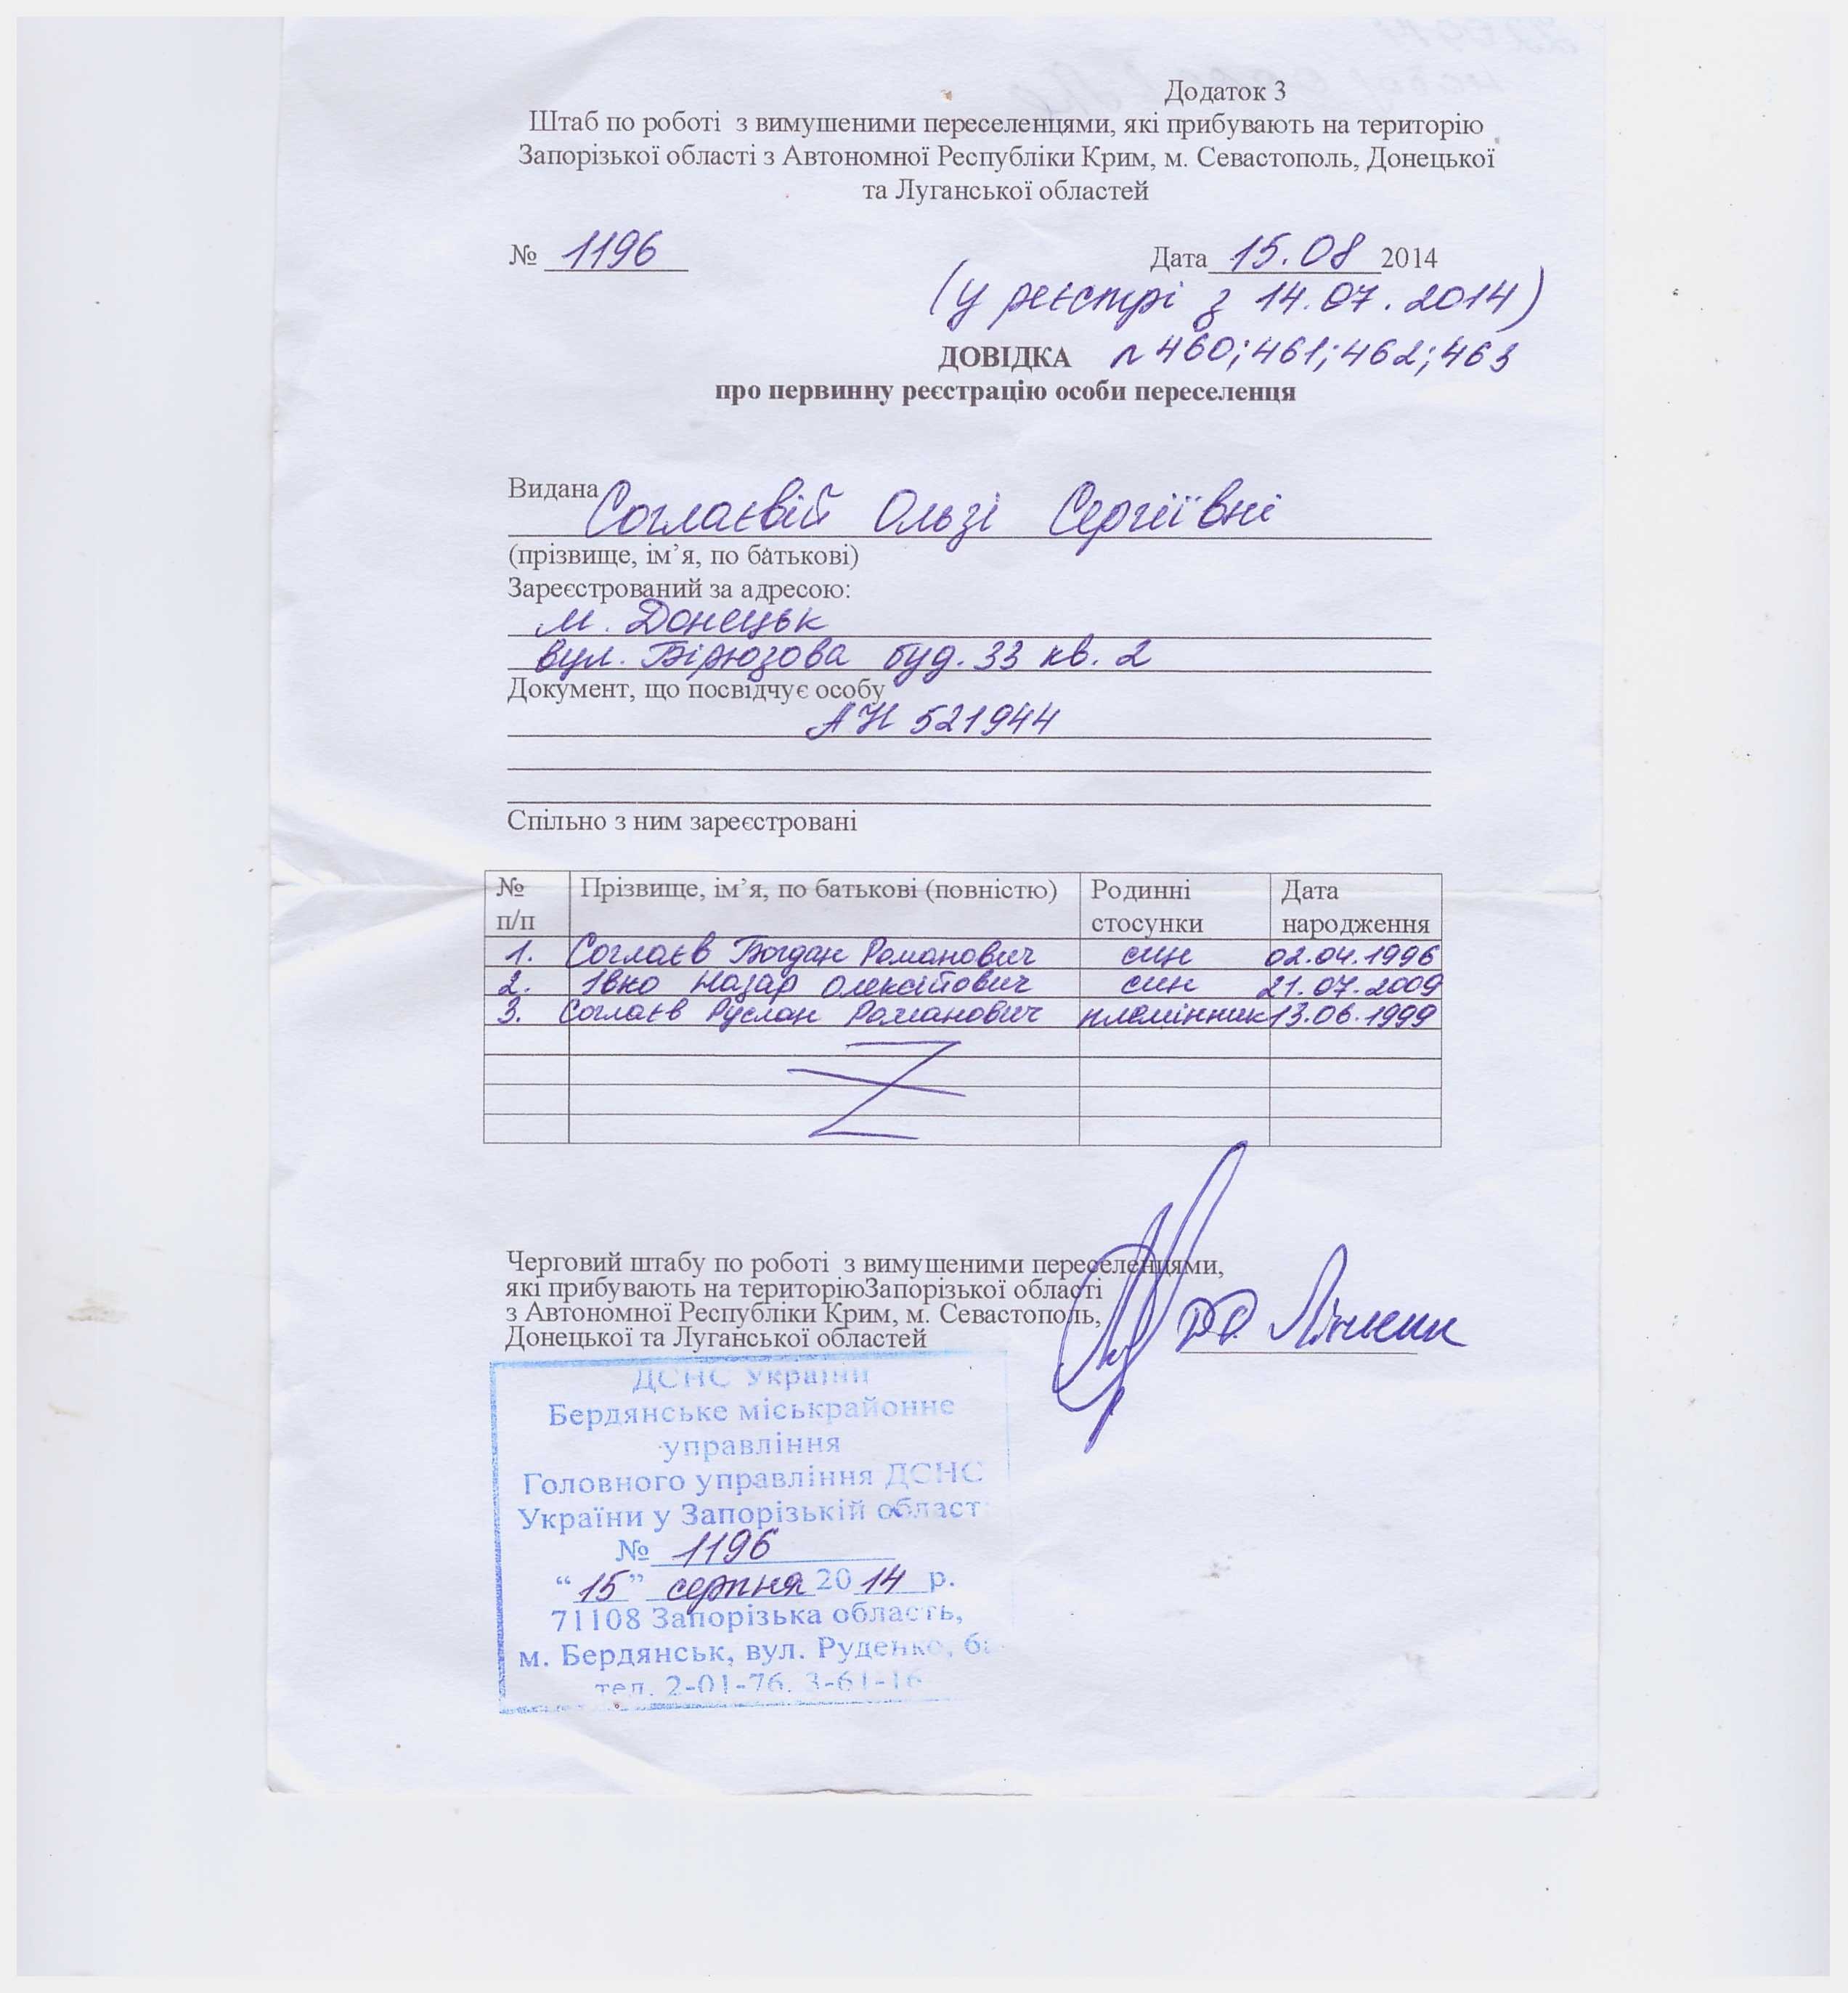 Додаток 3
Штаб по роботі з вимушеними переселенцями, які прибувають на територію
Запорізької області з Автономної Республіки Крим, м. Севастополь, Донецької
та Луганської областей
№ 1196 Дата 15.08 2014
(у реєстрі з 14.07.2014)
ДОВІДКА № 460; 461; 462; 463
про первинну реєстрацію особи переселенця
Видана Соглаєвій Ользі Сергіївні
(прізвище, ім’я, по батькові)
Зареєстрований за адресою:
м. Донецьк
вул. Бірюзова буд. 33 кв. 2
Документ, що посвідчує особу
АН 521944
Спільно з ним зареєстровані
№ п/п Прізвище, ім’я, по батькові (повністю) Родинні стосунки Дата народження
1. Соглаєв Богдан Романович син 02.04.1996
2. Івко Назар Олексійович син 21.07.2009
3. Соглаєв Руслан Романович племінник 13.06.1999
Черговий штабу по роботі з вимушеними переселенцями,
які прибувають на територіюЗапорізької області
з Автономної Республіки Крим, м. Севастополь,
Донецької та Луганської областей
ДСНС України
Бердянське міськрайонне
управління
Головного управління ДСНС
України у Запорізькій област
№ 1196
“15” серпня 2014 р.
71108 Запорізька область,
м. Бердянськ, вул. Руденко,
тел. 2-01-76, 3-61-16